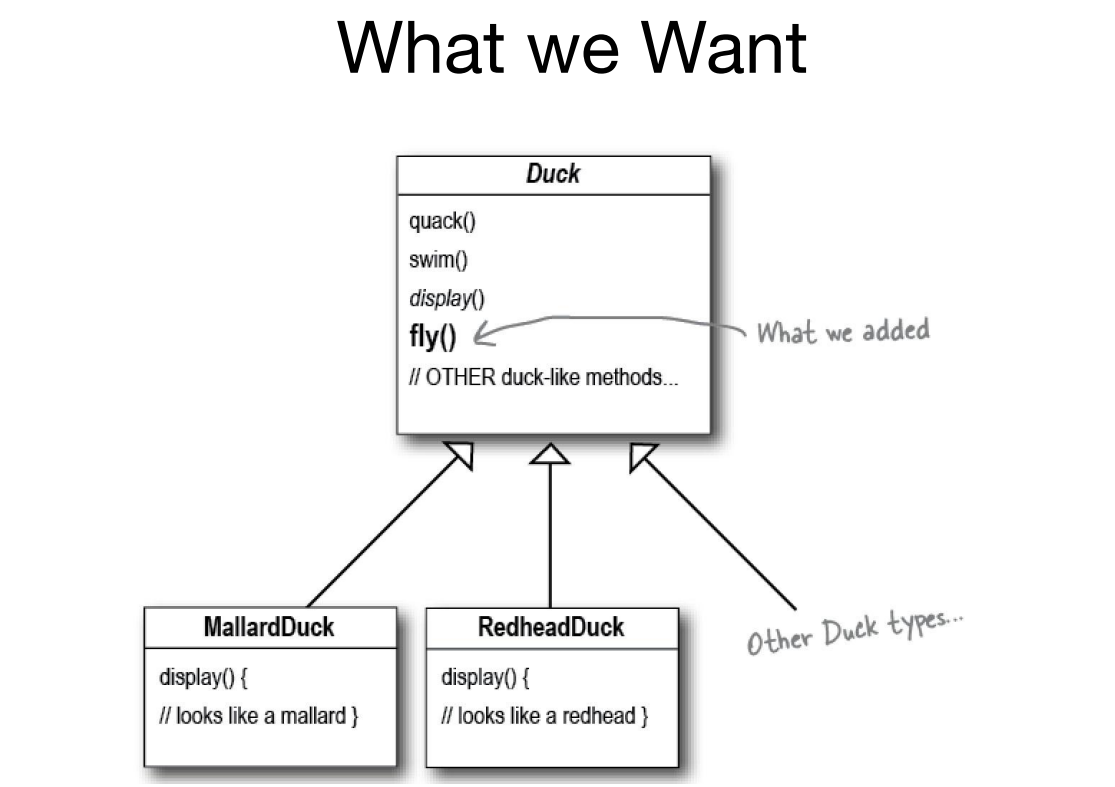 What we Want
Duck
quack()
swim()
display()
fly()
What we added
// OTHER duck-like methods...
MallardDuck
display() {
// looks like a mallard }
RedheadDuck
display() {
// looks like a redhead }
Other Duck types...